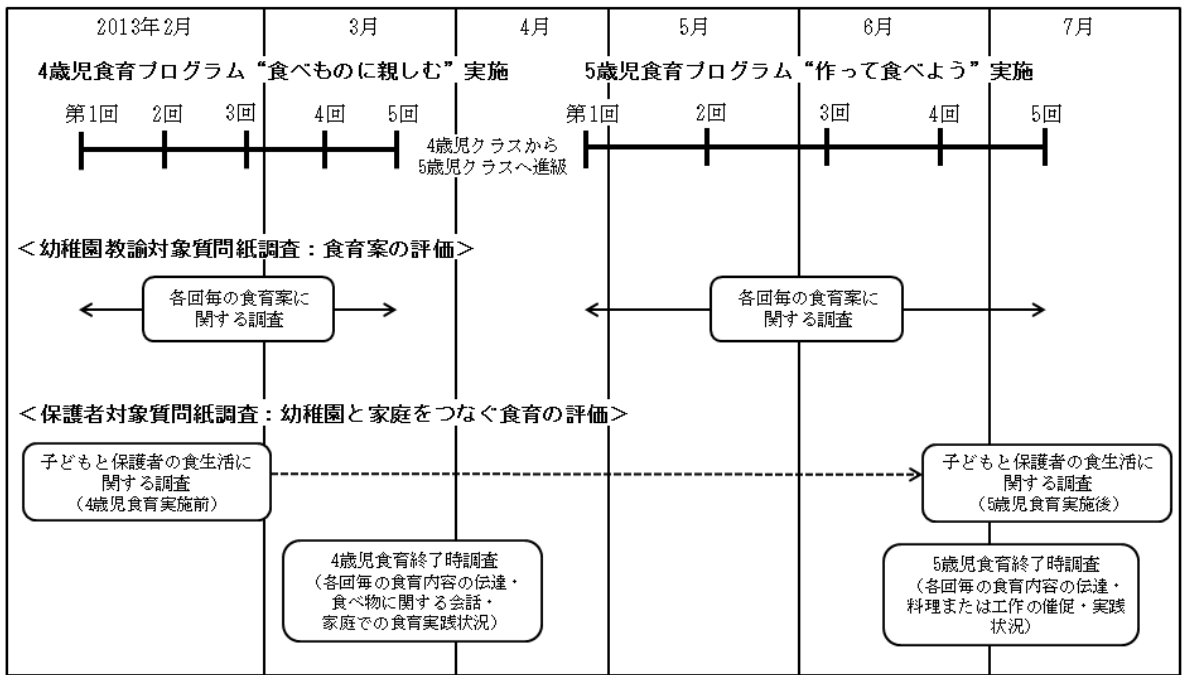 2013年2月
3月
4月
5月
6月
7月
4歳児食育プログラム“食べものに親しむ”実施
5歳児食育プログラム“作って食べよう”実施
第1回
2回
3回
4回
5回
4歳児クラスから
5歳児クラスへ進級
第1回
2回
3回
4回
5回
＜幼稚園教諭対象質問紙調査：食育案の評価＞
各回毎の食育案に
関する調査
各回毎の食育案に
関する調査
＜保護者対象質問紙調査：幼稚園と家庭をつなぐ食育の評価＞
子どもと保護者の食生活に
関する調査
（4歳児食育実施前）
子どもと保護者の食生活に
関する調査
（5歳児食育実施後）
4歳児食育終了時調査
（各回毎の食育内容の伝達・
食べ物に関する会話・
家庭での食育実践状況）
5歳児食育終了時調査
（各回毎の食育内容の伝達・
料理または工作の催促・実践
状況）